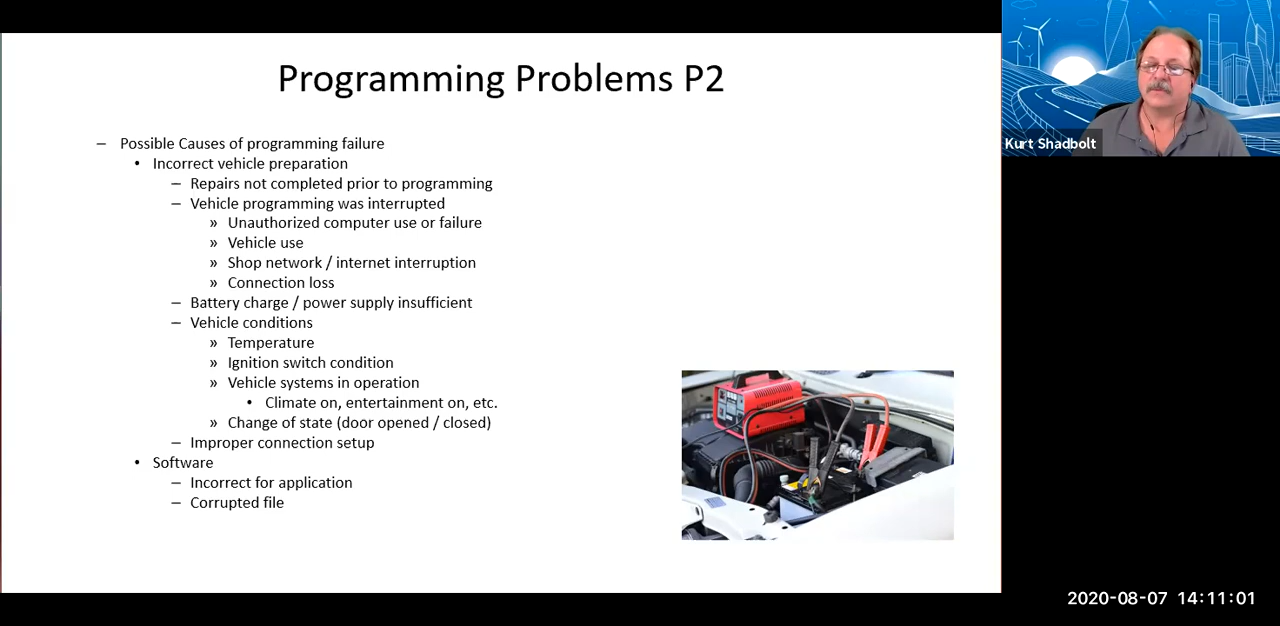 Programming Problems P2
– Possible Causes of programming failure
• Incorrect vehicle preparation
– Repairs not completed prior to programming
– Vehicle programming was interrupted
» Unauthorized computer use or failure
» Vehicle use
» Shop network / internet interruption
» Connection loss
– Battery charge / power supply insufficient
– Vehicle conditions
» Temperature
» Ignition switch condition
» Vehicle systems in operation
• Climate on, entertainment on, etc.
» Change of state (door opened / closed)
– Improper connection setup
• Software
– Incorrect for application
– Corrupted file
Kurt Shadbolt
2020-08-07 14:11:01